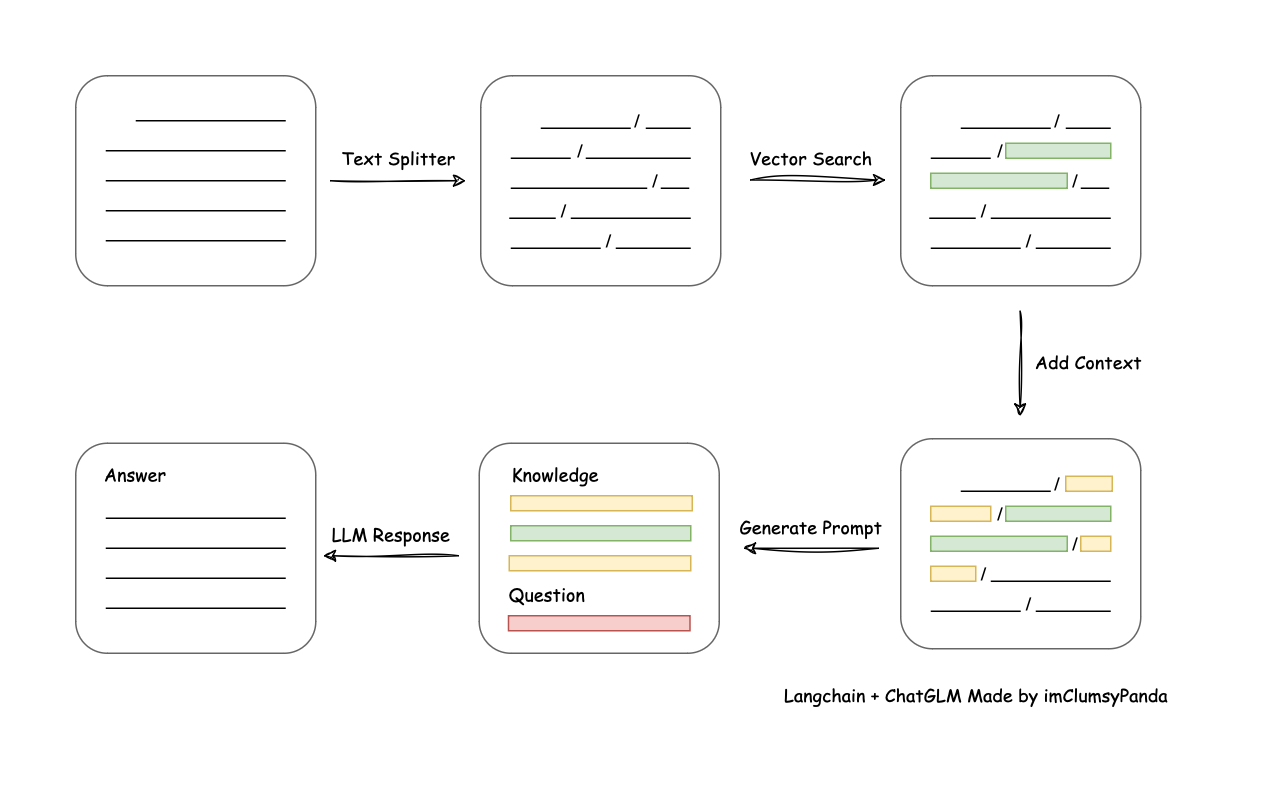 Text Splitter
Vector Search
Add Context
Generate Prompt
Knowledge
Question
LLM Response
Answer
Langchain + ChatGLM Made by imClumsyPanda